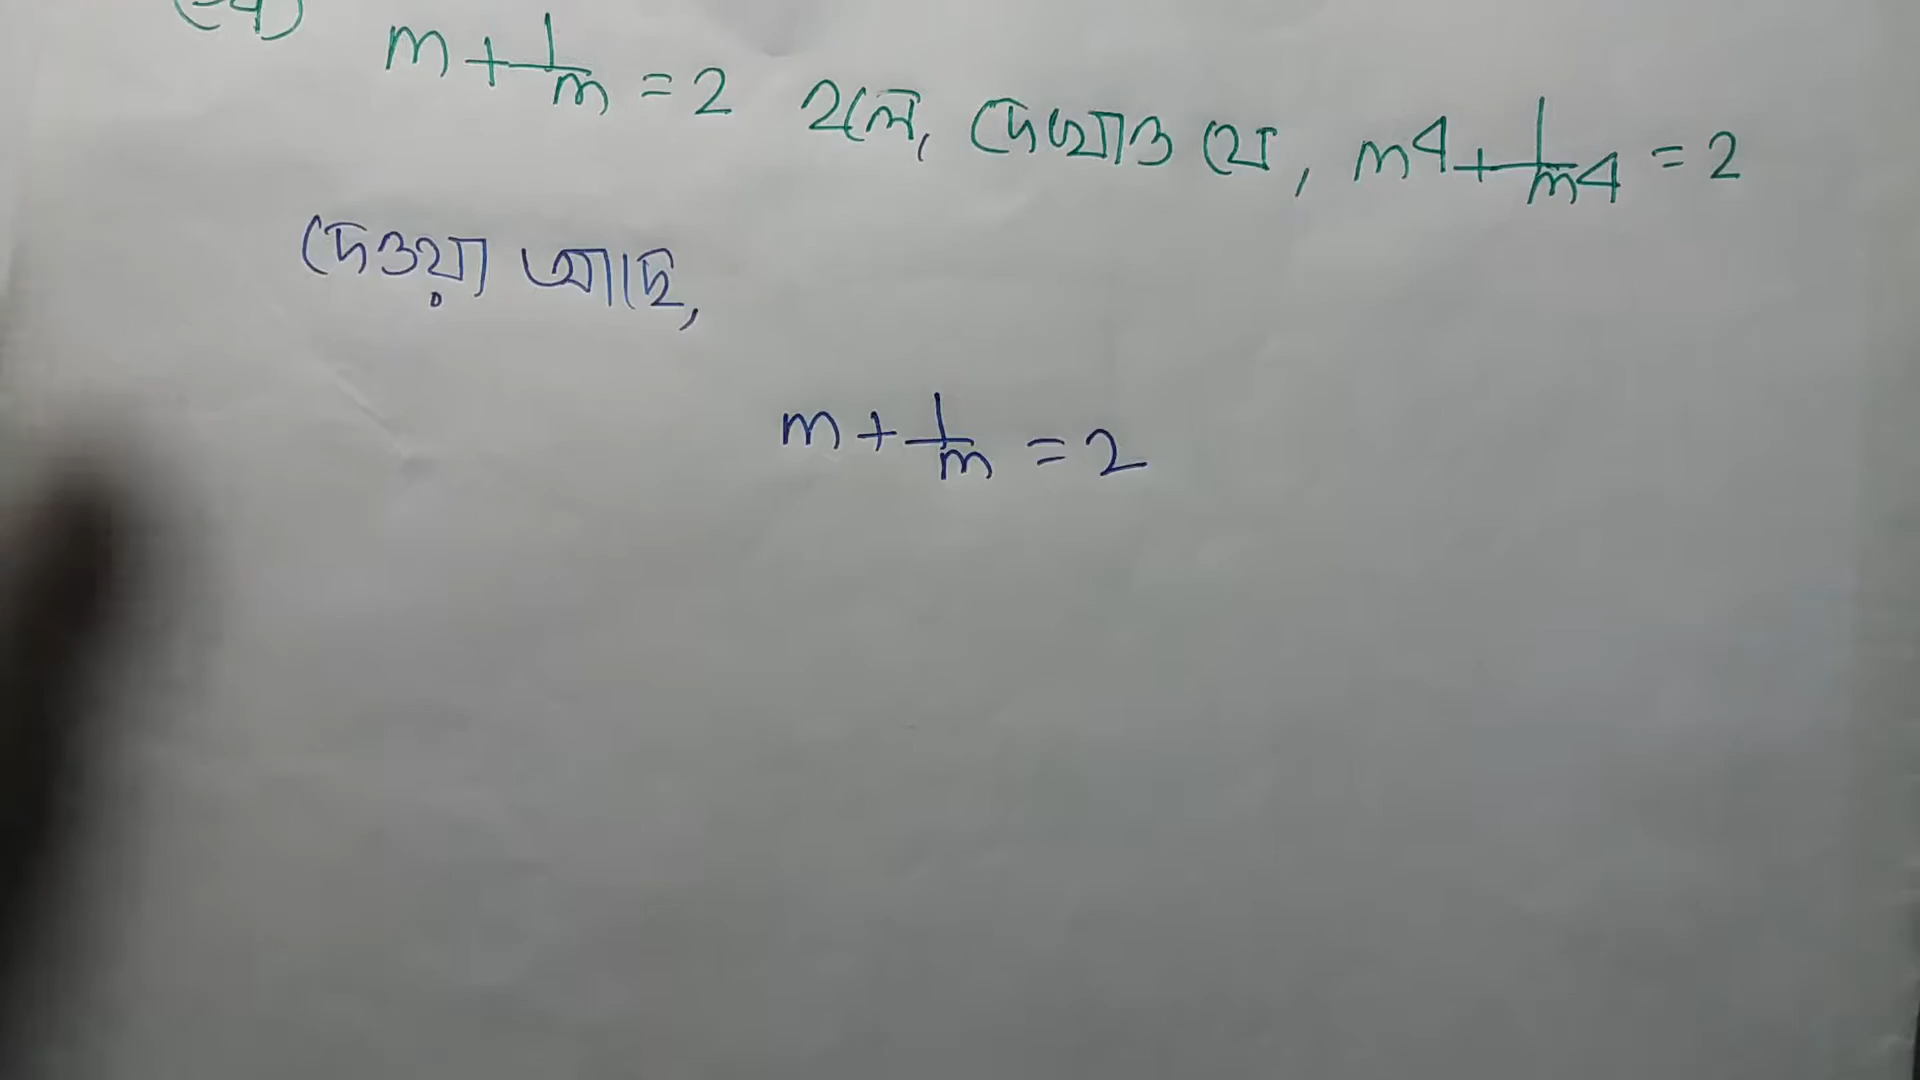 m + 1/m = 2 হলে, দেখাও যে, m⁴ + 1/m⁴ = 2
দেওয়া আছে,
m + 1/m = 2